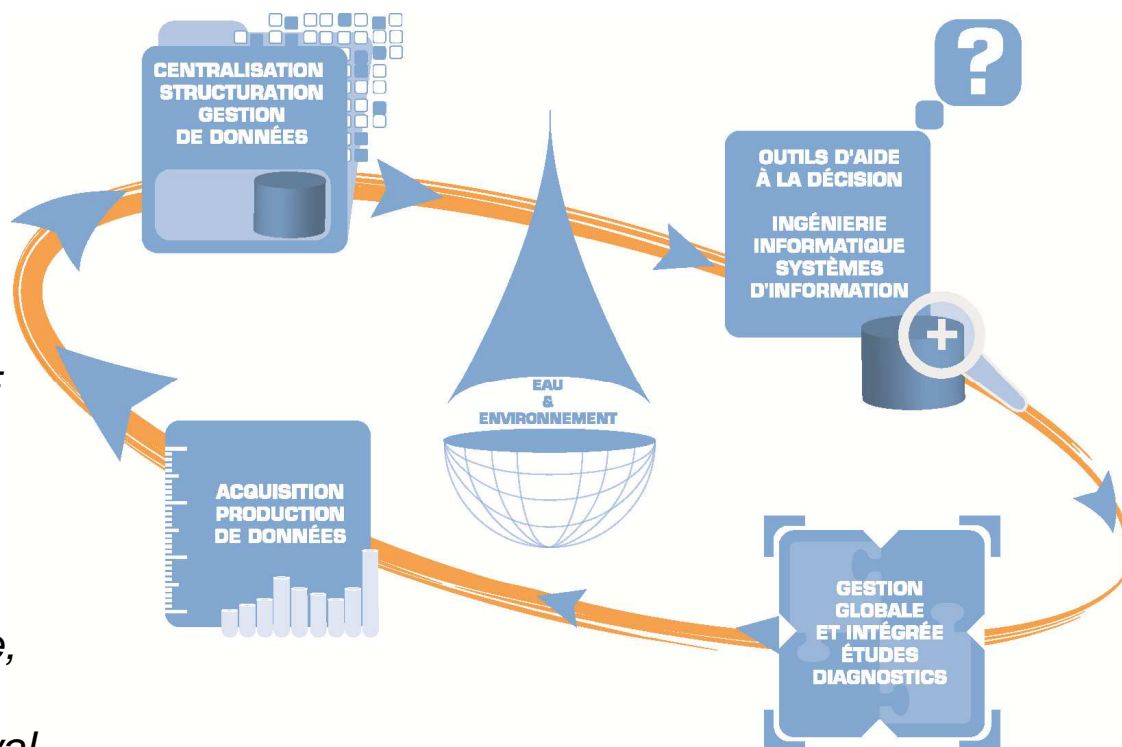 CENTRALISATION
STRUCTURATION
GESTION
DE DONNÉES
?
OUTILS D'AIDE
À LA DÉCISION
INGÉNIERIE
INFORMATIQUE
SYSTÈMES
D'INFORMATION
+
EAU
&
ENVIRONNEMENT
ACQUISITION
PRODUCTION
DE DONNÉES
GESTION
GLOBALE
ET INTÉGRÉE
ÉTUDES
DIAGNOSTICS